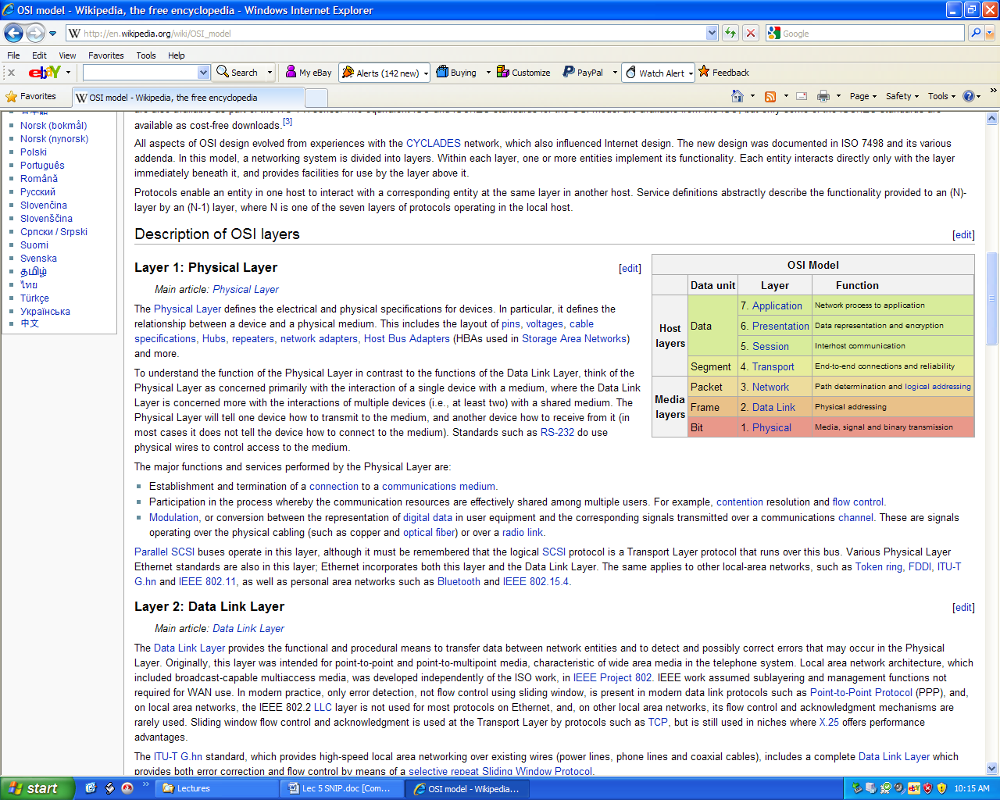 OSI model - Wikipedia, the free encyclopedia - Windows Internet Explorer
http://en.wikipedia.org/wiki/OSI_model
Google
File Edit View Favorites Tools Help
x ebaY Search My eBay Alerts (142 new) Buying Customize PayPal Watch Alert Feedback
Favorites OSI model - Wikipedia, the free encyclopedia Page Safety Tools
日本語
Norsk (bokmål)
Norsk (nynorsk)
Polski
Português
Română
Русский
Slovenčina
Slovenščina
Српски / Srpski
Suomi
Svenska
தமிழ்
ไทย
Türkçe
Українська
中文
available as cost-free downloads.[3]
All aspects of OSI design evolved from experiences with the CYCLADES network, which also influenced Internet design. The new design was documented in ISO 7498 and its various
addenda. In this model, a networking system is divided into layers. Within each layer, one or more entities implement its functionality. Each entity interacts directly only with the layer
immediately beneath it, and provides facilities for use by the layer above it.
Protocols enable an entity in one host to interact with a corresponding entity at the same layer in another host. Service definitions abstractly describe the functionality provided to an (N)-
layer by an (N-1) layer, where N is one of the seven layers of protocols operating in the local host.
Description of OSI layers [edit]
Layer 1: Physical Layer [edit]
Main article: Physical Layer
The Physical Layer defines the electrical and physical specifications for devices. In particular, it defines the
relationship between a device and a physical medium. This includes the layout of pins, voltages, cable
specifications, Hubs, repeaters, network adapters, Host Bus Adapters (HBAs used in Storage Area Networks)
and more.
To understand the function of the Physical Layer in contrast to the functions of the Data Link Layer, think of the
Physical Layer as concerned primarily with the interaction of a single device with a medium, where the Data Link
Layer is concerned more with the interactions of multiple devices (i.e., at least two) with a shared medium. The
Physical Layer will tell one device how to transmit to the medium, and another device how to receive from it (in
most cases it does not tell the device how to connect to the medium). Standards such as RS-232 do use
physical wires to control access to the medium.
OSI Model
Data unit Layer Function
Host layers
Data
7. Application Network process to application
6. Presentation Data representation and encryption
5. Session Interhost communication
Segment 4. Transport End-to-end connections and reliability
Media layers
Packet 3. Network Path determination and logical addressing
Frame 2. Data Link Physical addressing
Bit 1. Physical Media, signal and binary transmission
The major functions and services performed by the Physical Layer are:
Establishment and termination of a connection to a communications medium.
Participation in the process whereby the communication resources are effectively shared among multiple users. For example, contention resolution and flow control.
Modulation, or conversion between the representation of digital data in user equipment and the corresponding signals transmitted over a communications channel. These are signals
operating over the physical cabling (such as copper and optical fiber) or over a radio link.
Parallel SCSI buses operate in this layer, although it must be remembered that the logical SCSI protocol is a Transport Layer protocol that runs over this bus. Various Physical Layer
Ethernet standards are also in this layer; Ethernet incorporates both this layer and the Data Link Layer. The same applies to other local-area networks, such as Token ring, FDDI, ITU-T
G.hn and IEEE 802.11, as well as personal area networks such as Bluetooth and IEEE 802.15.4.
Layer 2: Data Link Layer [edit]
Main article: Data Link Layer
The Data Link Layer provides the functional and procedural means to transfer data between network entities and to detect and possibly correct errors that may occur in the Physical
Layer. Originally, this layer was intended for point-to-point and point-to-multipoint media, characteristic of wide area media in the telephone system. Local area network architecture, which
included broadcast-capable multiaccess media, was developed independently of the ISO work, in IEEE Project 802. IEEE work assumed sublayering and management functions not
required for WAN use. In modern practice, only error detection, not flow control using sliding window, is present in modern data link protocols such as Point-to-Point Protocol (PPP), and,
on local area networks, the IEEE 802.2 LLC layer is not used for most protocols on Ethernet, and, on other local area networks, its flow control and acknowledgment mechanisms are
rarely used. Sliding window flow control and acknowledgment is used at the Transport Layer by protocols such as TCP, but is still used in niches where X.25 offers performance
advantages.
The ITU-T G.hn standard, which provides high-speed local area networking over existing wires (power lines, phone lines and coaxial cables), includes a complete Data Link Layer which
provides both error correction and flow control by means of a selective repeat Sliding Window Protocol.
start Lectures Lec 5 SNIP.doc [Com... OSI model - Wikipedia... 10:15 AM